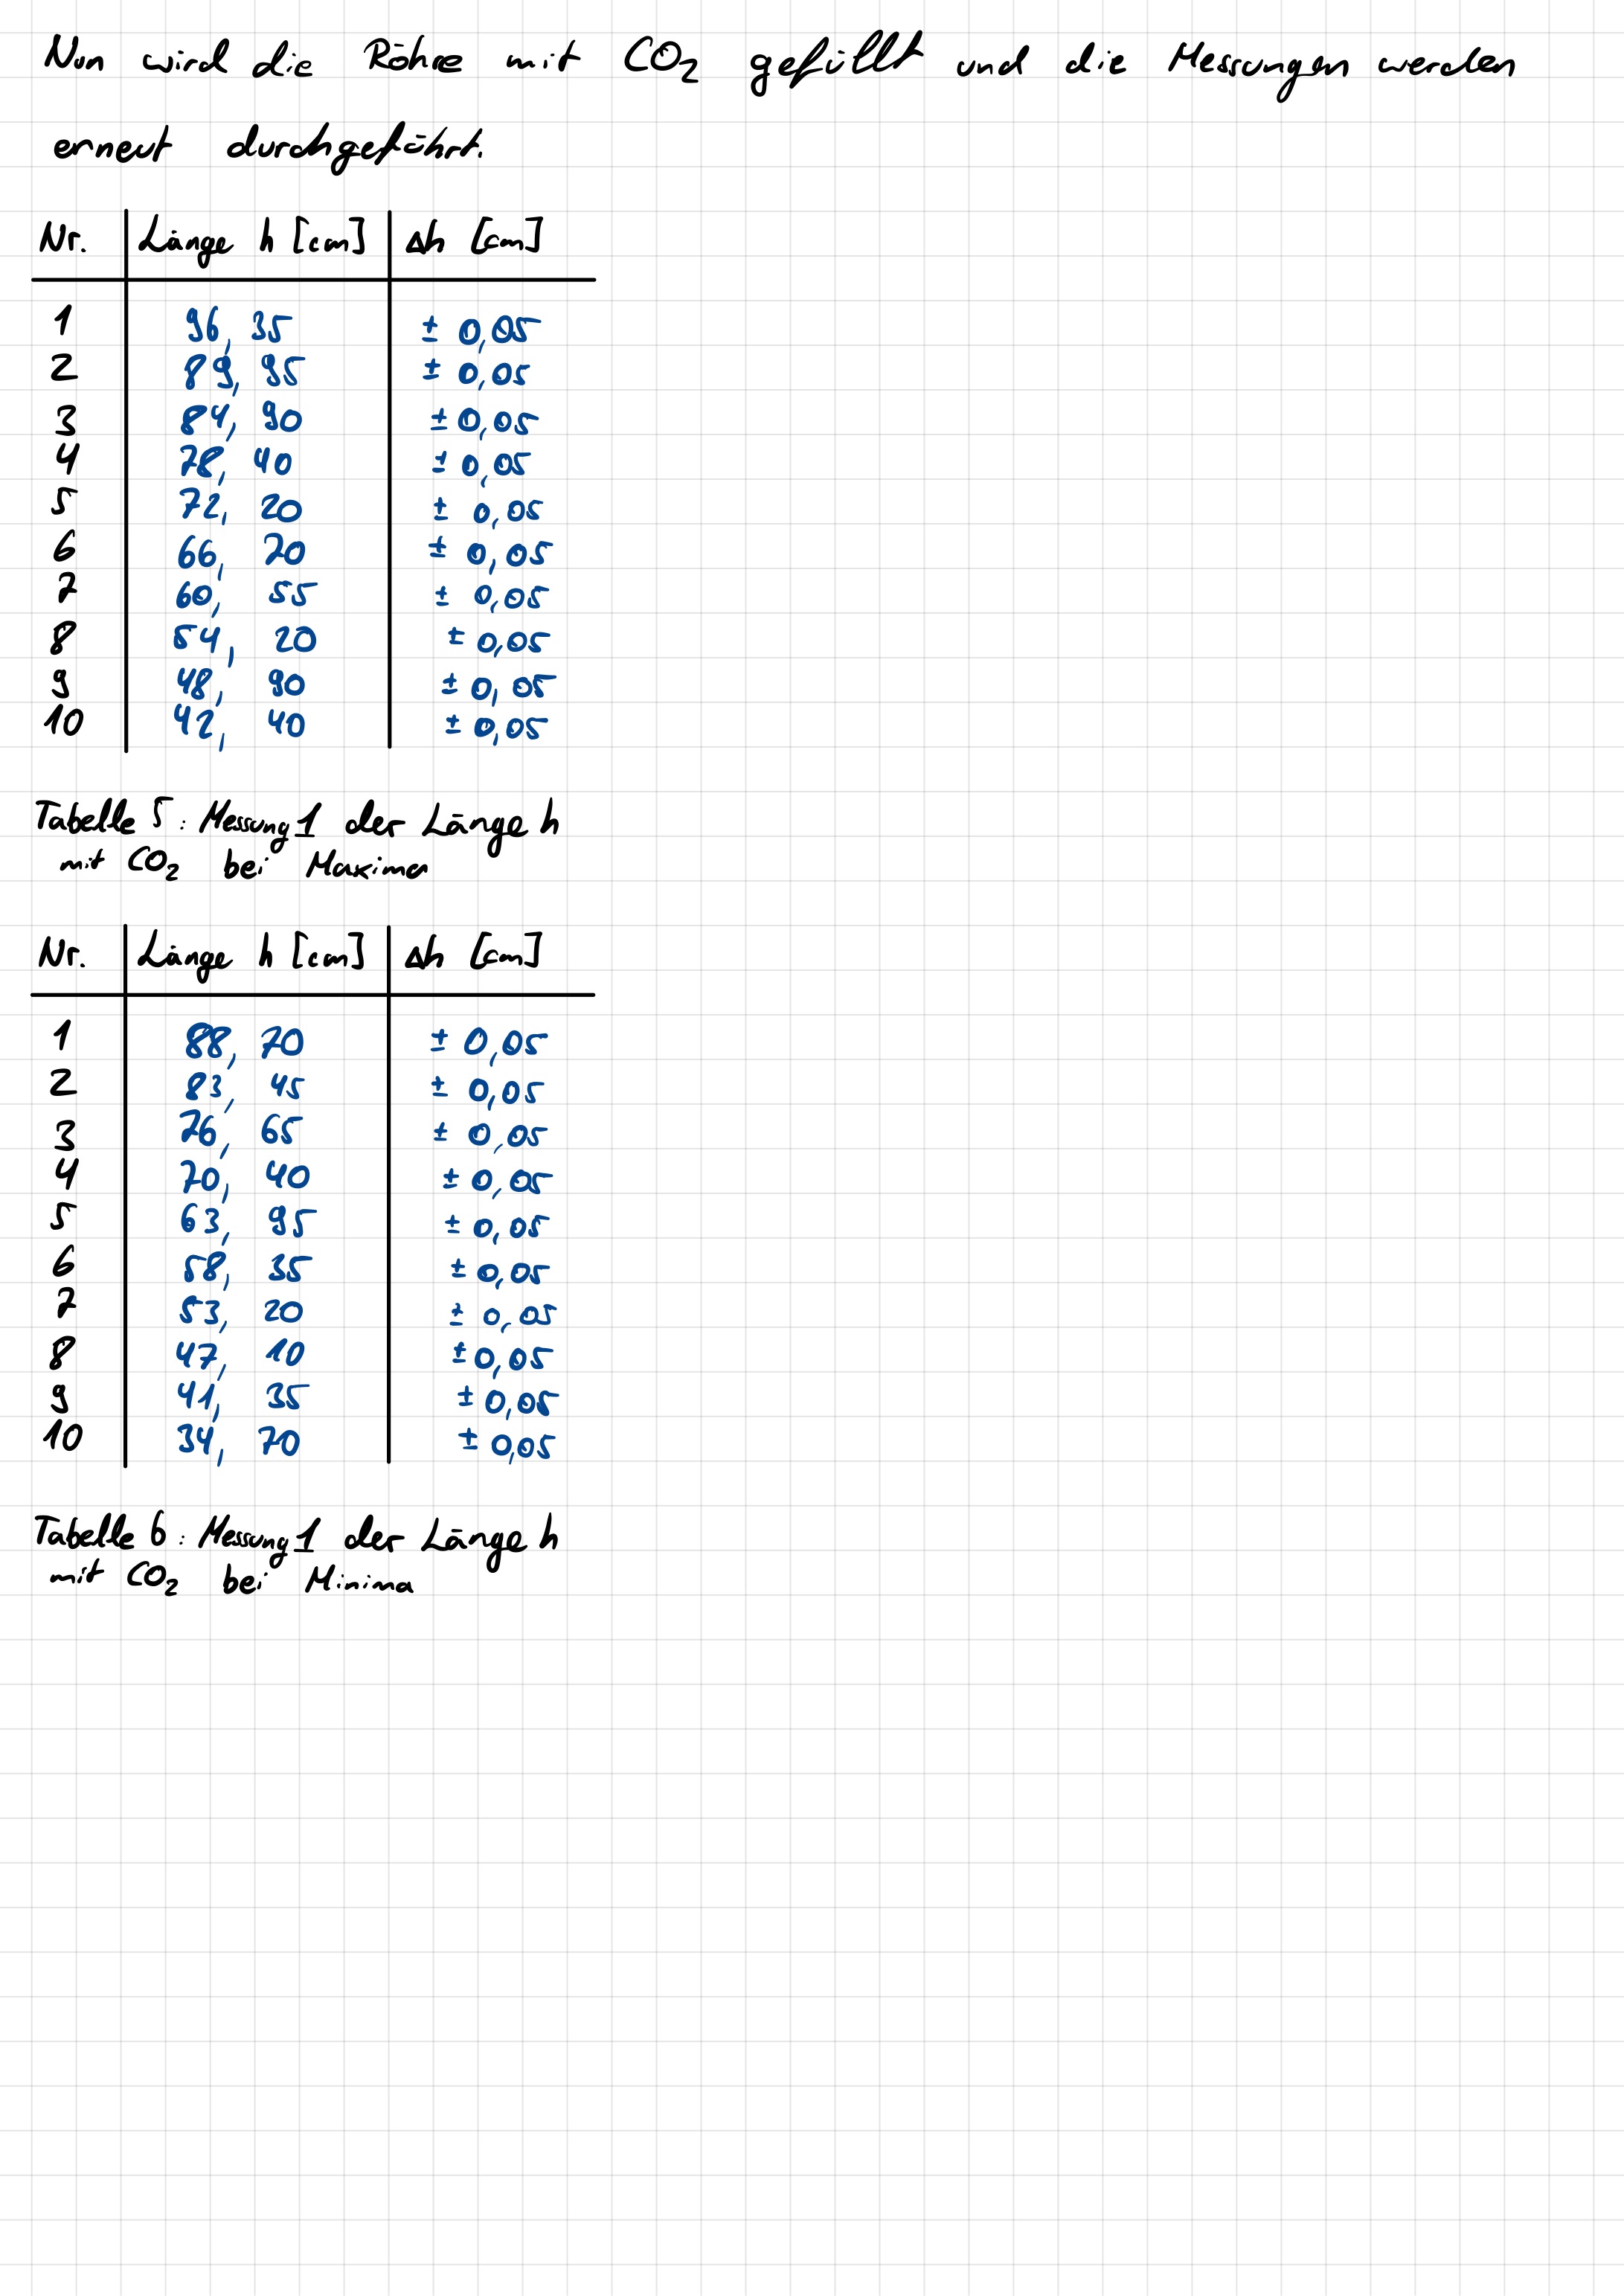 Nun wird die Röhre mit CO₂ gefüllt und die Messungen werden
erneut durchgeführt.
Nr. Länge h [cm] Δh [cm]
1 96,35 ± 0,05
2 89,95 ± 0,05
3 84,90 ± 0,05
4 78,40 ± 0,05
5 72,20 ± 0,05
6 66,20 ± 0,05
7 60,55 ± 0,05
8 54,20 ± 0,05
9 48,90 ± 0,05
10 42,40 ± 0,05
Tabelle 5: Messung 1 der Länge h
mit CO₂ bei Maxima
Nr. Länge h [cm] Δh [cm]
1 88,70 ± 0,05
2 83,45 ± 0,05
3 76,65 ± 0,05
4 70,40 ± 0,05
5 63,95 ± 0,05
6 58,35 ± 0,05
7 53,20 ± 0,05
8 47,10 ± 0,05
9 41,35 ± 0,05
10 34,70 ± 0,05
Tabelle 6: Messung 1 der Länge h
mit CO₂ bei Minima